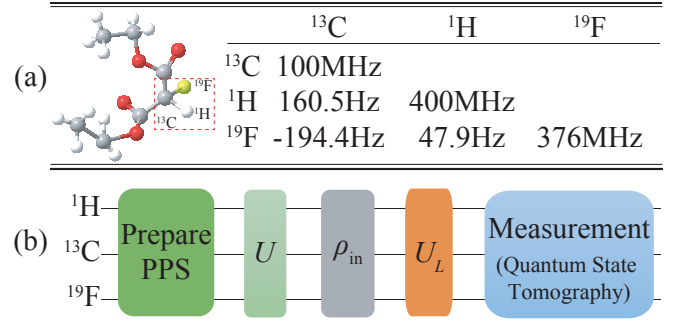 (a)
¹⁹F
¹H
¹³C
¹³C ¹H ¹⁹F
¹³C 100MHz
¹H 160.5Hz 400MHz
¹⁹F -194.4Hz 47.9Hz 376MHz
(b)
¹H
¹³C
¹⁹F
Prepare
PPS
U
ρin
U_L
Measurement
(Quantum State
Tomography)